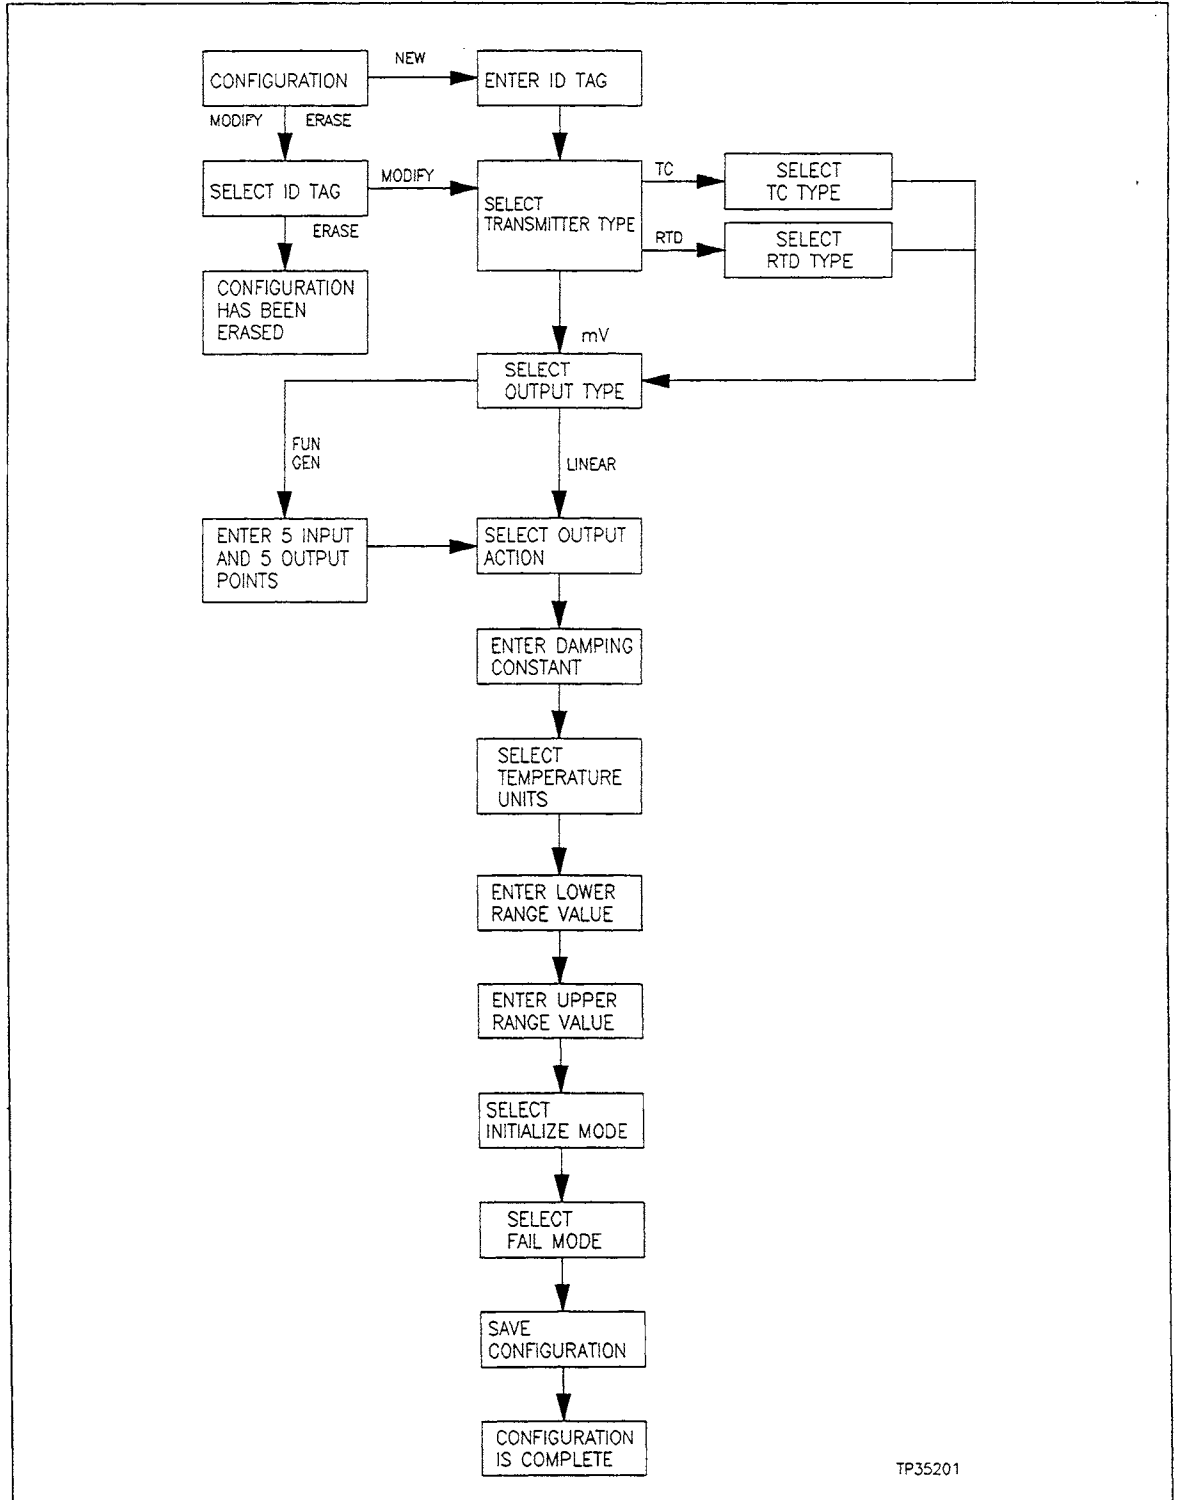 NEW
CONFIGURATION
ENTER ID TAG
MODIFY ERASE
SELECT ID TAG
MODIFY
SELECT
TRANSMITTER TYPE
TC
SELECT
TC TYPE
RTD
SELECT
RTD TYPE
ERASE
CONFIGURATION
HAS BEEN
ERASED
mV
SELECT
OUTPUT TYPE
FUN
GEN
LINEAR
ENTER 5 INPUT
AND 5 OUTPUT
POINTS
SELECT OUTPUT
ACTION
ENTER DAMPING
CONSTANT
SELECT
TEMPERATURE
UNITS
ENTER LOWER
RANGE VALUE
ENTER UPPER
RANGE VALUE
SELECT
INITIALIZE MODE
SELECT
FAIL MODE
SAVE
CONFIGURATION
CONFIGURATION
IS COMPLETE
TP35201